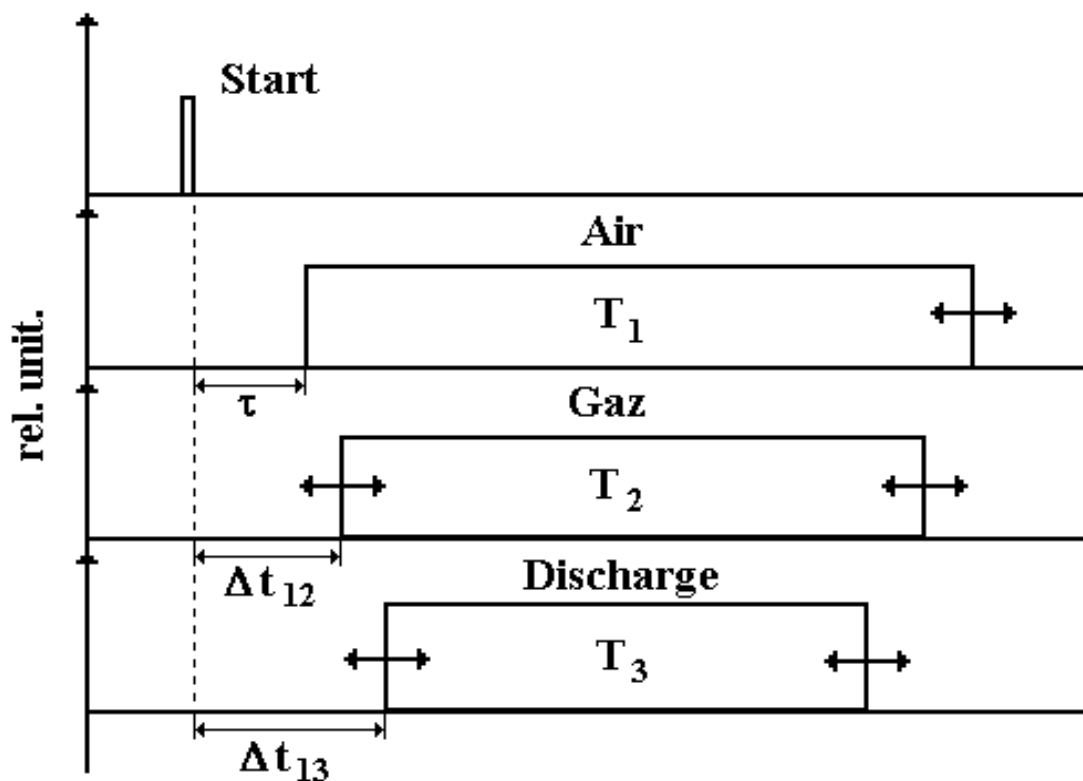 Start
Air
T1
τ
Gaz
T2
Δt12
Discharge
T3
Δt13
rel. unit.